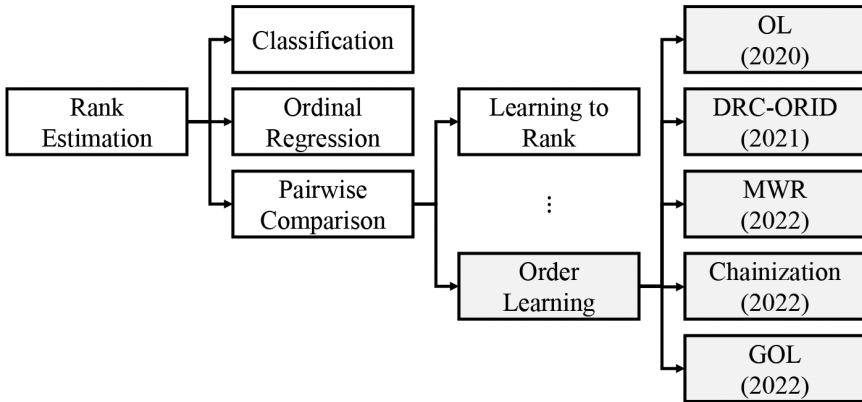 Rank
Estimation
Classification
Ordinal
Regression
Pairwise
Comparison
Learning to
Rank
⋮
Order
Learning
OL
(2020)
DRC-ORID
(2021)
MWR
(2022)
Chainization
(2022)
GOL
(2022)